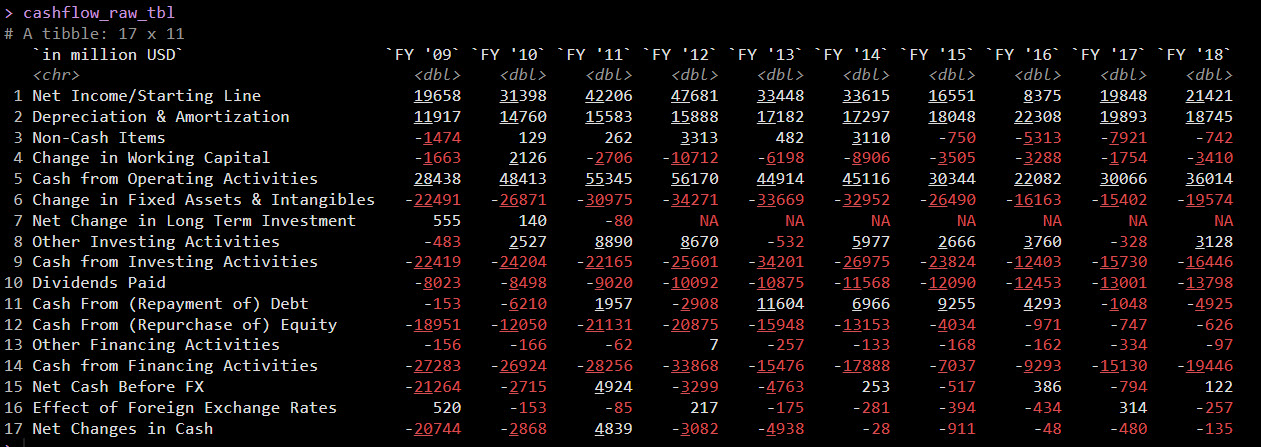 > cashflow_raw_tbl
# A tibble: 17 x 11
`in million USD` `FY '09` `FY '10` `FY '11` `FY '12` `FY '13` `FY '14` `FY '15` `FY '16` `FY '17` `FY '18`
<chr> <dbl> <dbl> <dbl> <dbl> <dbl> <dbl> <dbl> <dbl> <dbl> <dbl>
1 Net Income/Starting Line 19658 31398 42206 47681 33448 33615 16551 8375 19848 21421
2 Depreciation & Amortization 11917 14760 15583 15888 17182 17297 18048 22308 19893 18745
3 Non-Cash Items -1474 129 262 3313 482 3110 -750 -5313 -7921 -742
4 Change in Working Capital -1663 2126 -2706 -10712 -6198 -8906 -3505 -3288 -1754 -3410
5 Cash from Operating Activities 28438 48413 55345 56170 44914 45116 30344 22082 30066 36014
6 Change in Fixed Assets & Intangibles -22491 -26871 -30975 -34271 -33669 -32952 -26490 -16163 -15402 -19574
7 Net Change in Long Term Investment 555 140 -80 NA NA NA NA NA NA NA
8 Other Investing Activities -483 2527 8890 8670 -532 5977 2666 3760 -328 3128
9 Cash from Investing Activities -22419 -24204 -22165 -25601 -34201 -26975 -23824 -12403 -15730 -16446
10 Dividends Paid -8023 -8498 -9020 -10092 -10875 -11568 -12090 -12453 -13001 -13798
11 Cash From (Repayment of) Debt -153 -6210 1957 -2908 11604 6966 9255 4293 -1048 -4925
12 Cash From (Repurchase of) Equity -18951 -12050 -21131 -20875 -15948 -13153 -4034 -971 -747 -626
13 Other Financing Activities -156 -166 -62 7 -257 -133 -168 -162 -334 -97
14 Cash from Financing Activities -27283 -26924 -28256 -33868 -15476 -17888 -7037 -9293 -15130 -19446
15 Net Cash Before FX -21264 -2715 4924 -3299 -4763 253 -517 386 -794 122
16 Effect of Foreign Exchange Rates 520 -153 -85 217 -175 -281 -394 -434 314 -257
17 Net Changes in Cash -20744 -2868 4839 -3082 -4938 -28 -911 -48 -480 -135
>